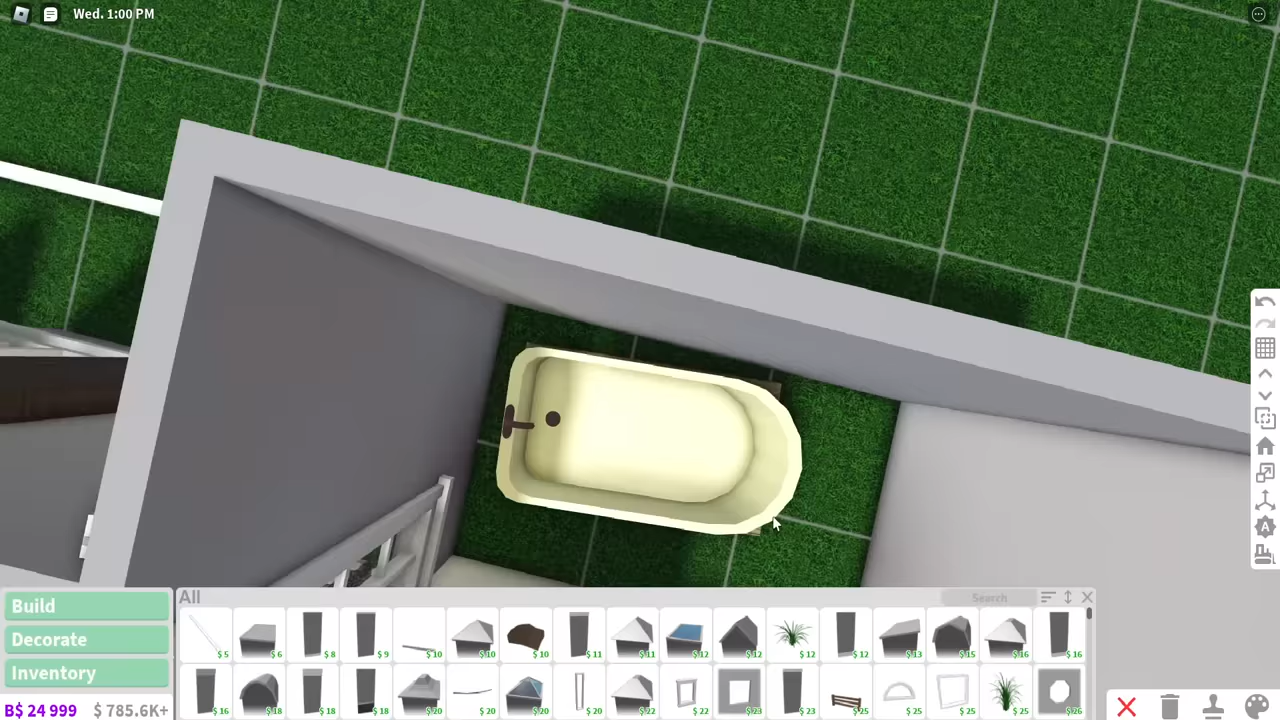 Wed. 1:00 PM
All
Search
Build
Decorate
Inventory
B$ 24 999 $ 785.6K+
$ 5 $ 6 $ 8 $ 9 $ 10 $ 10 $ 10 $ 11 $ 11 $ 12 $ 12 $ 12 $ 12 $ 13 $ 15 $ 16 $ 16
$ 16 $ 18 $ 18 $ 18 $ 20 $ 20 $ 20 $ 20 $ 22 $ 22 $ 23 $ 23 $ 25 $ 25 $ 25 $ 25 $ 26
A